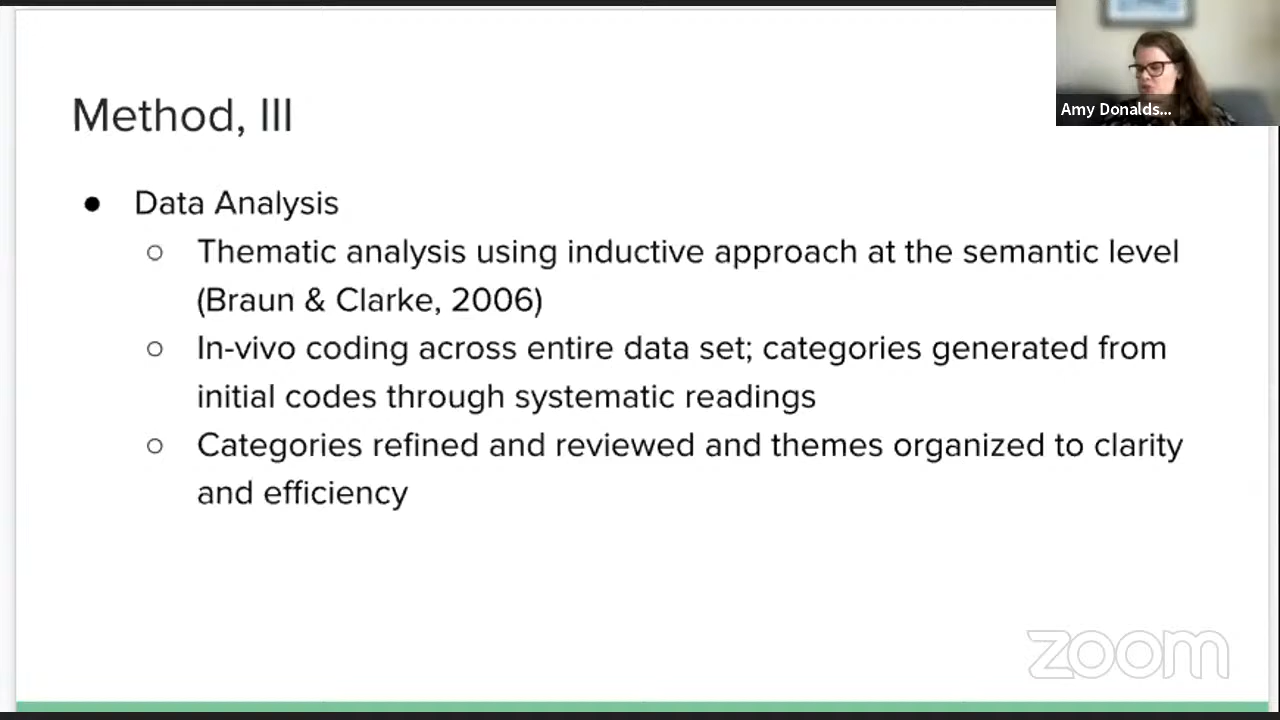 Amy Donalds...
Method, III
● Data Analysis
○ Thematic analysis using inductive approach at the semantic level
(Braun & Clarke, 2006)
○ In-vivo coding across entire data set; categories generated from
initial codes through systematic readings
○ Categories refined and reviewed and themes organized to clarity
and efficiency
zoom